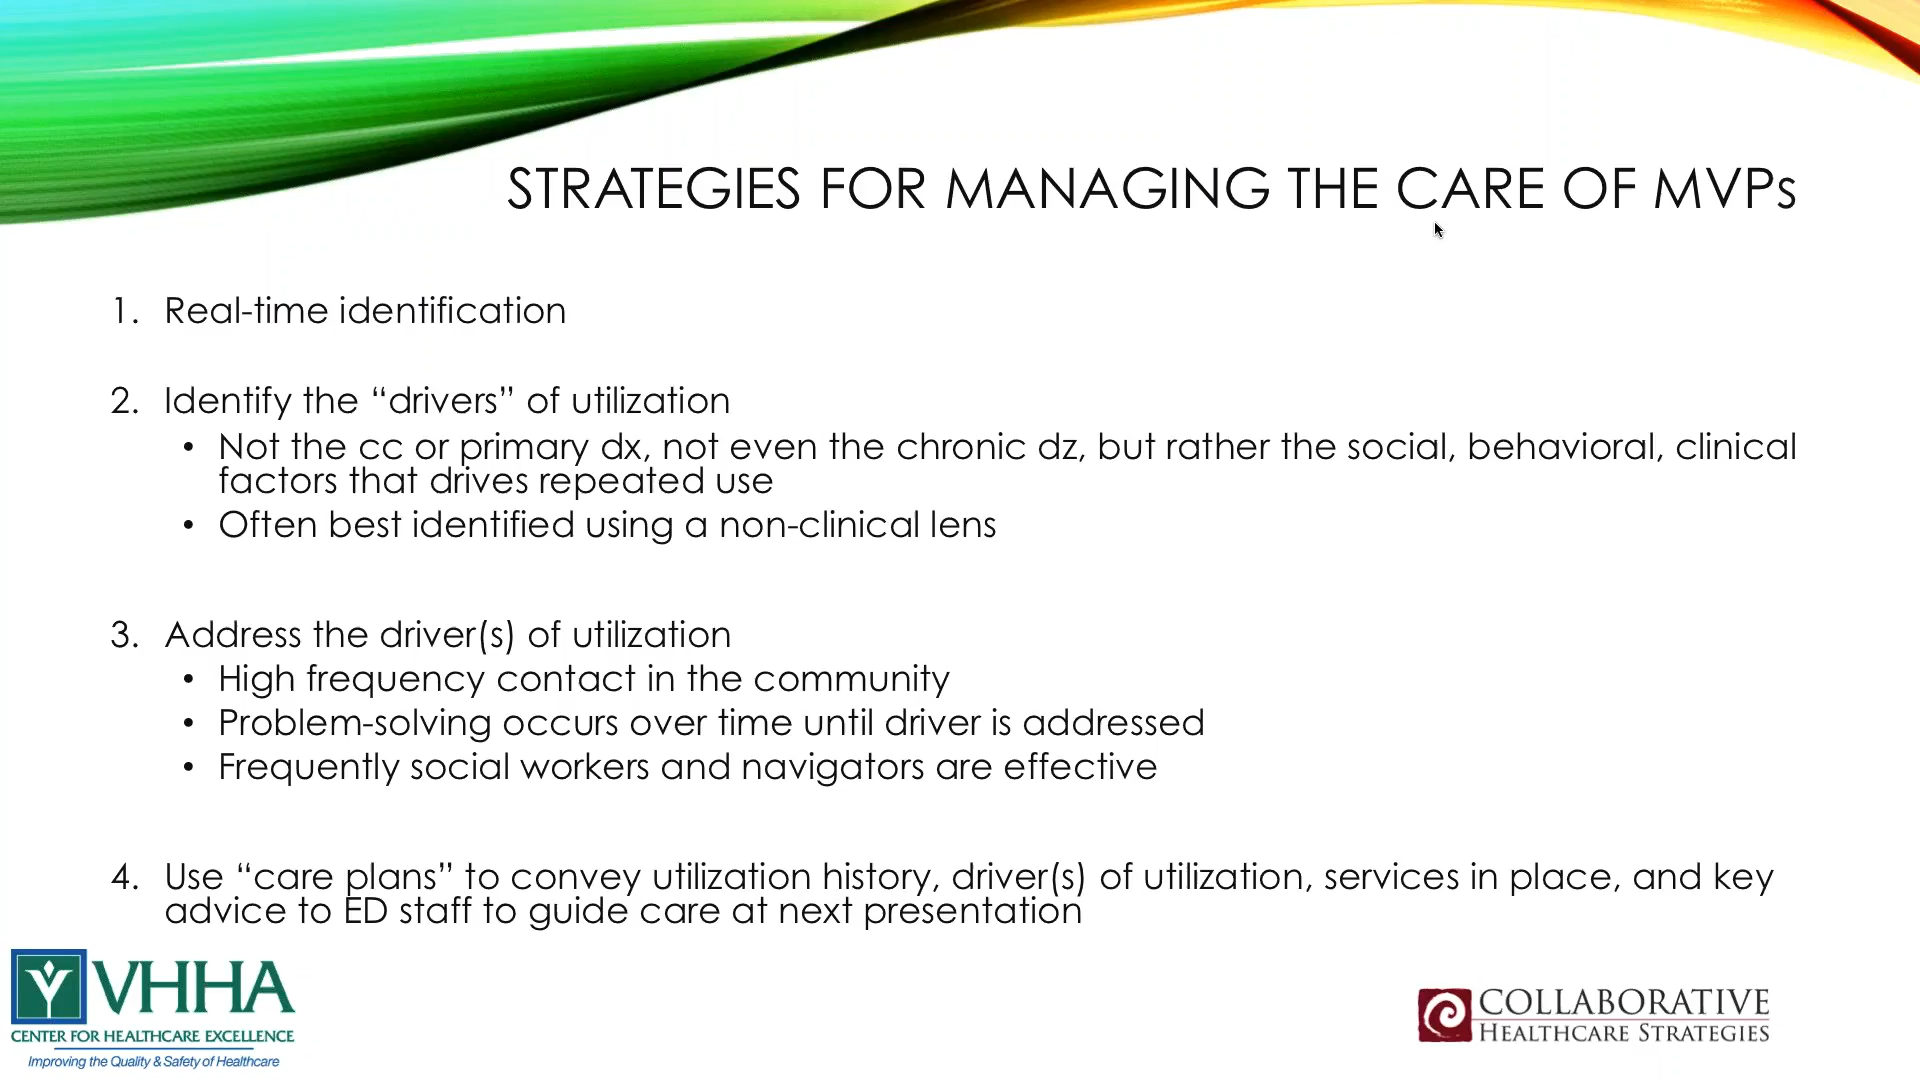 STRATEGIES FOR MANAGING THE CARE OF MVPs
1. Real-time identification
2. Identify the “drivers” of utilization
• Not the cc or primary dx, not even the chronic dz, but rather the social, behavioral, clinical
factors that drives repeated use
• Often best identified using a non-clinical lens
3. Address the driver(s) of utilization
• High frequency contact in the community
• Problem-solving occurs over time until driver is addressed
• Frequently social workers and navigators are effective
4. Use “care plans” to convey utilization history, driver(s) of utilization, services in place, and key
advice to ED staff to guide care at next presentation
VHHA
CENTER FOR HEALTHCARE EXCELLENCE
Improving the Quality & Safety of Healthcare
COLLABORATIVE
HEALTHCARE STRATEGIES